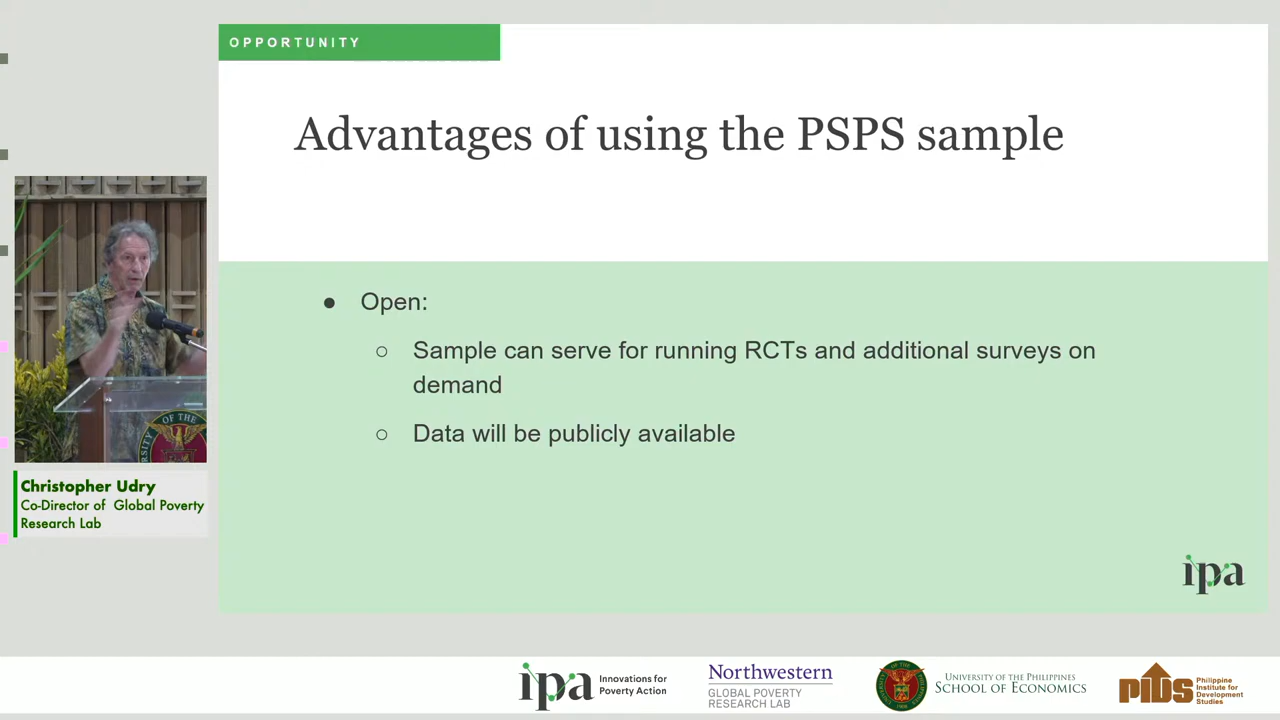 OPPORTUNITY
Advantages of using the PSPS sample
● Open:
○ Sample can serve for running RCTs and additional surveys on
demand
○ Data will be publicly available
ipa
OF THE
Christopher Udry
Co-Director of Global Poverty
Research Lab
ipa
Innovations for
Poverty Action
Northwestern
GLOBAL POVERTY
RESEARCH LAB
UNIVERSITY OF THE PHILIPPINES
SCHOOL OF ECONOMICS
PIDS
Philippine
Institute for
Development
Studies